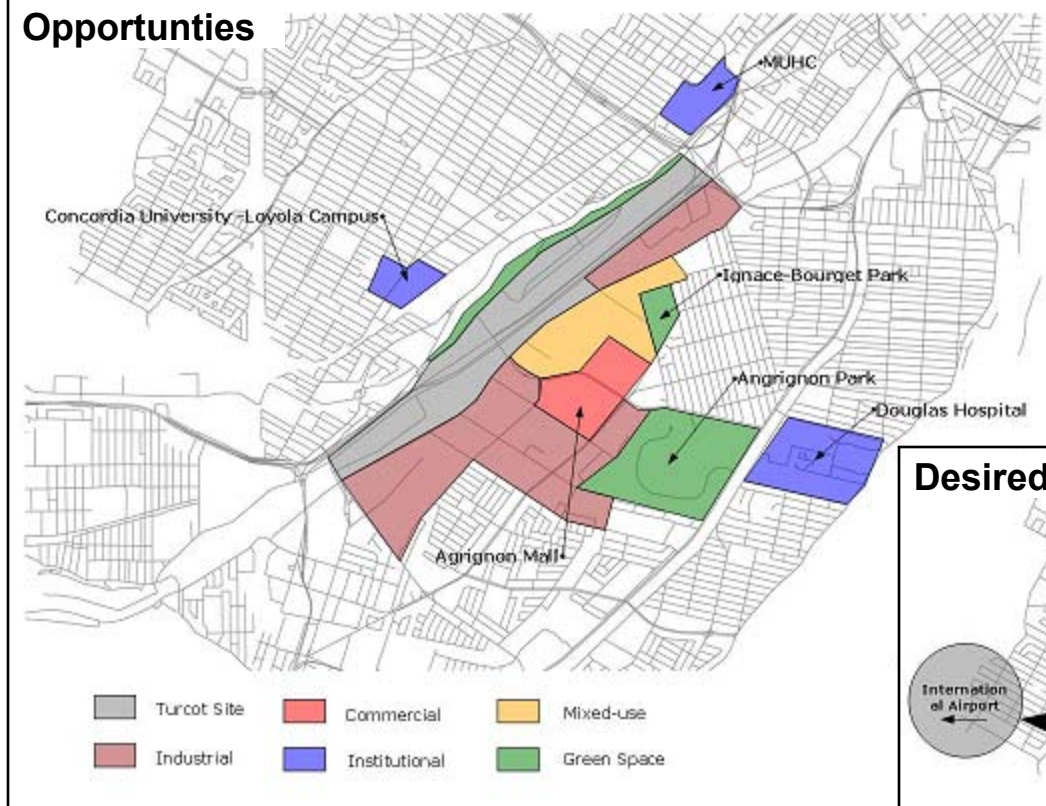 Opportunties
MUHC
Concordia University -Loyola Campus
Ignace-Bourget Park
Angrignon Park
Douglas Hospital
Agrignon Mall
Desired
Internation
al Airport
Turcot Site
Commercial
Mixed-use
Industrial
Institutional
Green Space